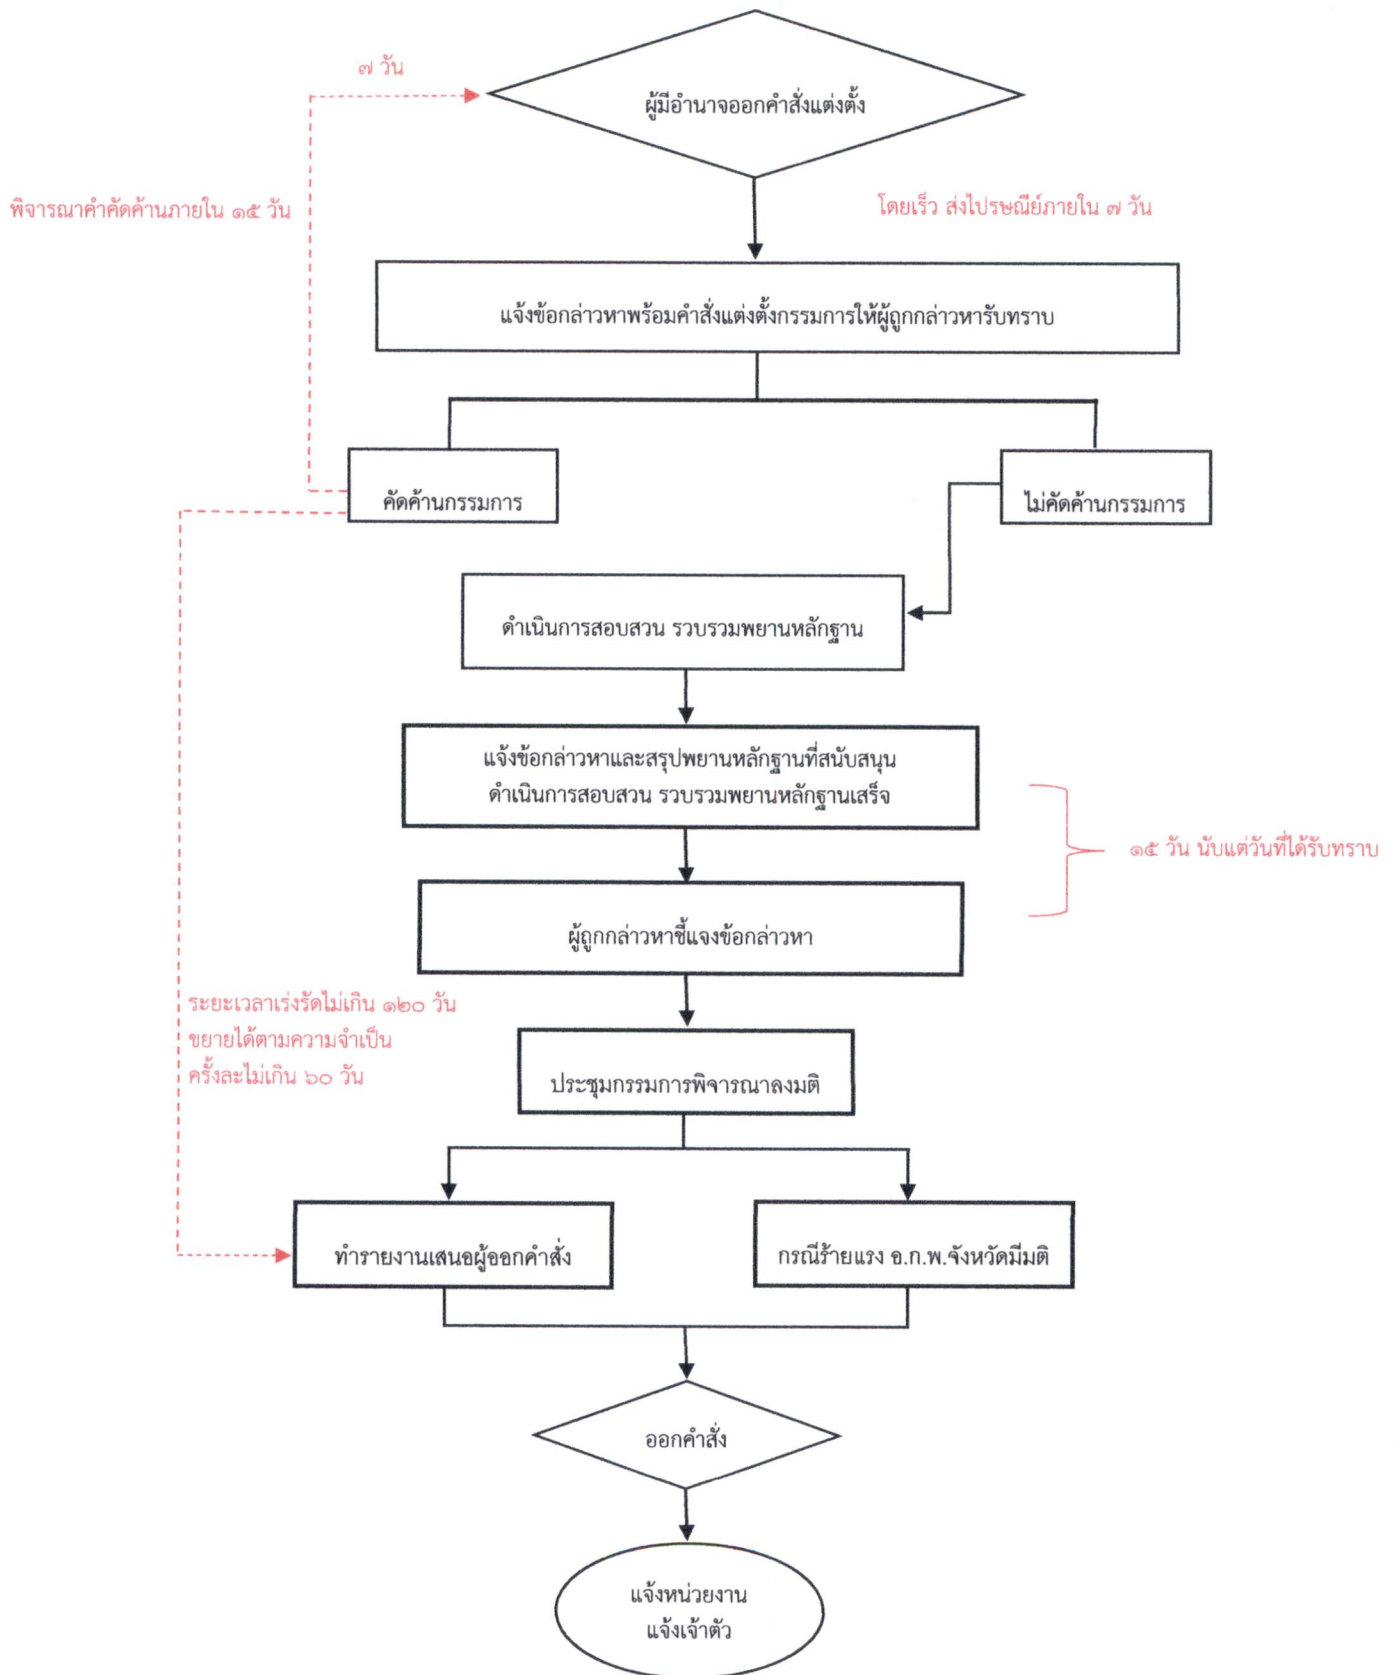 ๗ วัน
ผู้มีอำนาจออกคำสั่งแต่งตั้ง
พิจารณาคำคัดค้านภายใน ๑๕ วัน
โดยเร็ว ส่งไปรษณีย์ภายใน ๗ วัน
แจ้งข้อกล่าวหาพร้อมคำสั่งแต่งตั้งกรรมการให้ผู้ถูกกล่าวหารับทราบ
คัดค้านกรรมการ
ไม่คัดค้านกรรมการ
ดำเนินการสอบสวน รวบรวมพยานหลักฐาน
แจ้งข้อกล่าวหาและสรุปพยานหลักฐานที่สนับสนุน
ดำเนินการสอบสวน รวบรวมพยานหลักฐานเสร็จ
๑๕ วัน นับแต่วันที่ได้รับทราบ
ผู้ถูกกล่าวหาชี้แจงข้อกล่าวหา
ระยะเวลาเร่งรัดไม่เกิน ๑๒๐ วัน
ขยายได้ตามความจำเป็น
ครั้งละไม่เกิน ๖๐ วัน
ประชุมกรรมการพิจารณาลงมติ
ทำรายงานเสนอผู้ออกคำสั่ง
กรณีร้ายแรง อ.ก.พ.จังหวัดมีมติ
ออกคำสั่ง
แจ้งหน่วยงาน
แจ้งเจ้าตัว